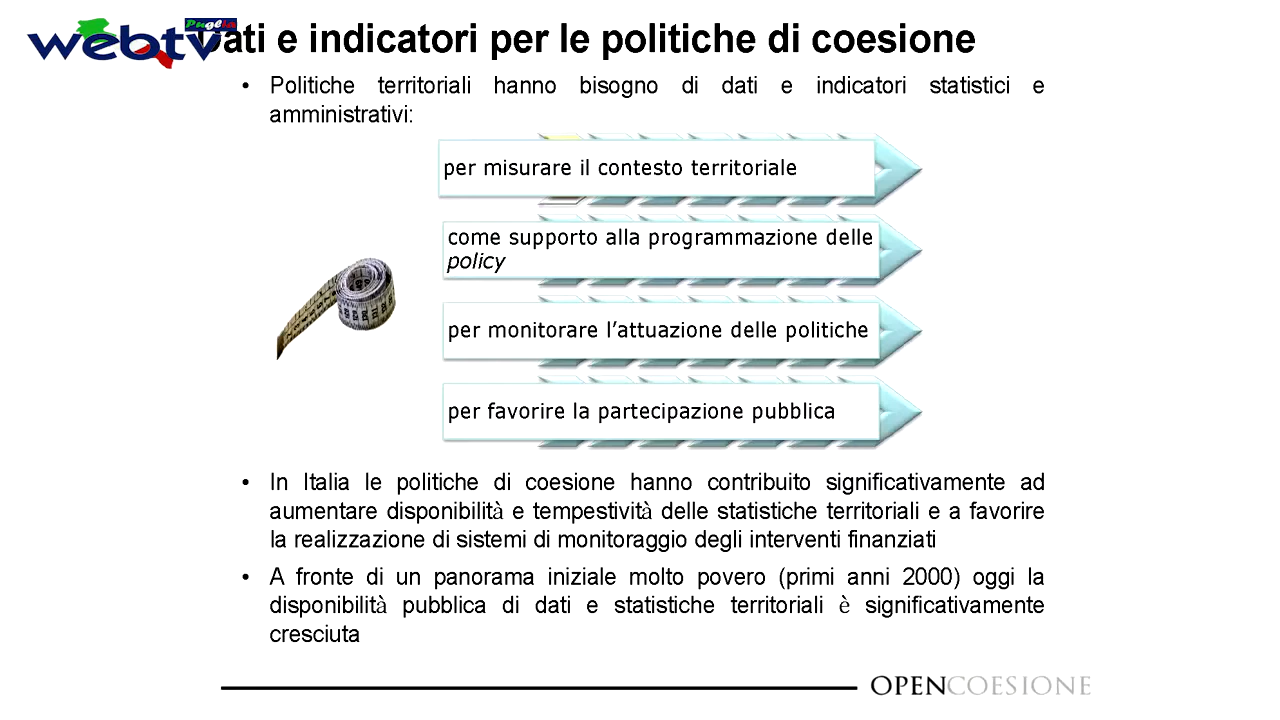 Puglia
webtv
Dati e indicatori per le politiche di coesione
• Politiche territoriali hanno bisogno di dati e indicatori statistici e
amministrativi:
per misurare il contesto territoriale
come supporto alla programmazione delle
policy
per monitorare l’attuazione delle politiche
per favorire la partecipazione pubblica
• In Italia le politiche di coesione hanno contribuito significativamente ad
aumentare disponibilità e tempestività delle statistiche territoriali e a favorire
la realizzazione di sistemi di monitoraggio degli interventi finanziati
• A fronte di un panorama iniziale molto povero (primi anni 2000) oggi la
disponibilità pubblica di dati e statistiche territoriali è significativamente
cresciuta
OPENCOESIONE